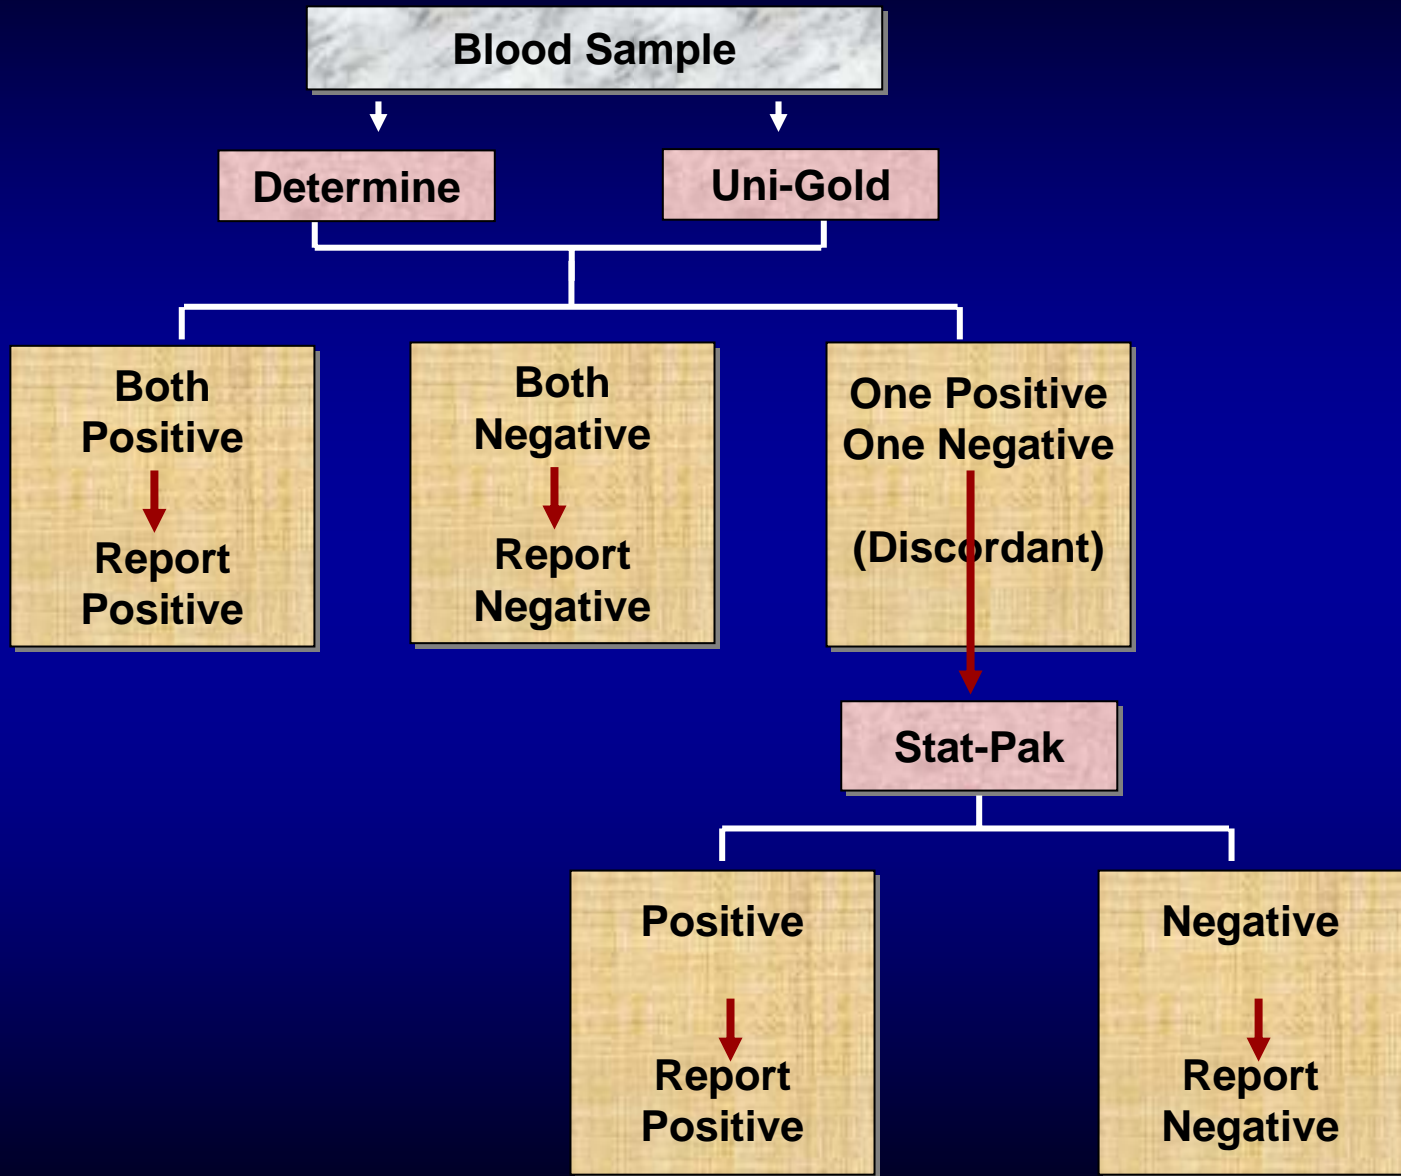 Blood Sample
Determine
Uni-Gold
Both
Positive
Report
Positive
Both
Negative
Report
Negative
One Positive
One Negative
(Discordant)
Stat-Pak
Positive
Report
Positive
Negative
Report
Negative